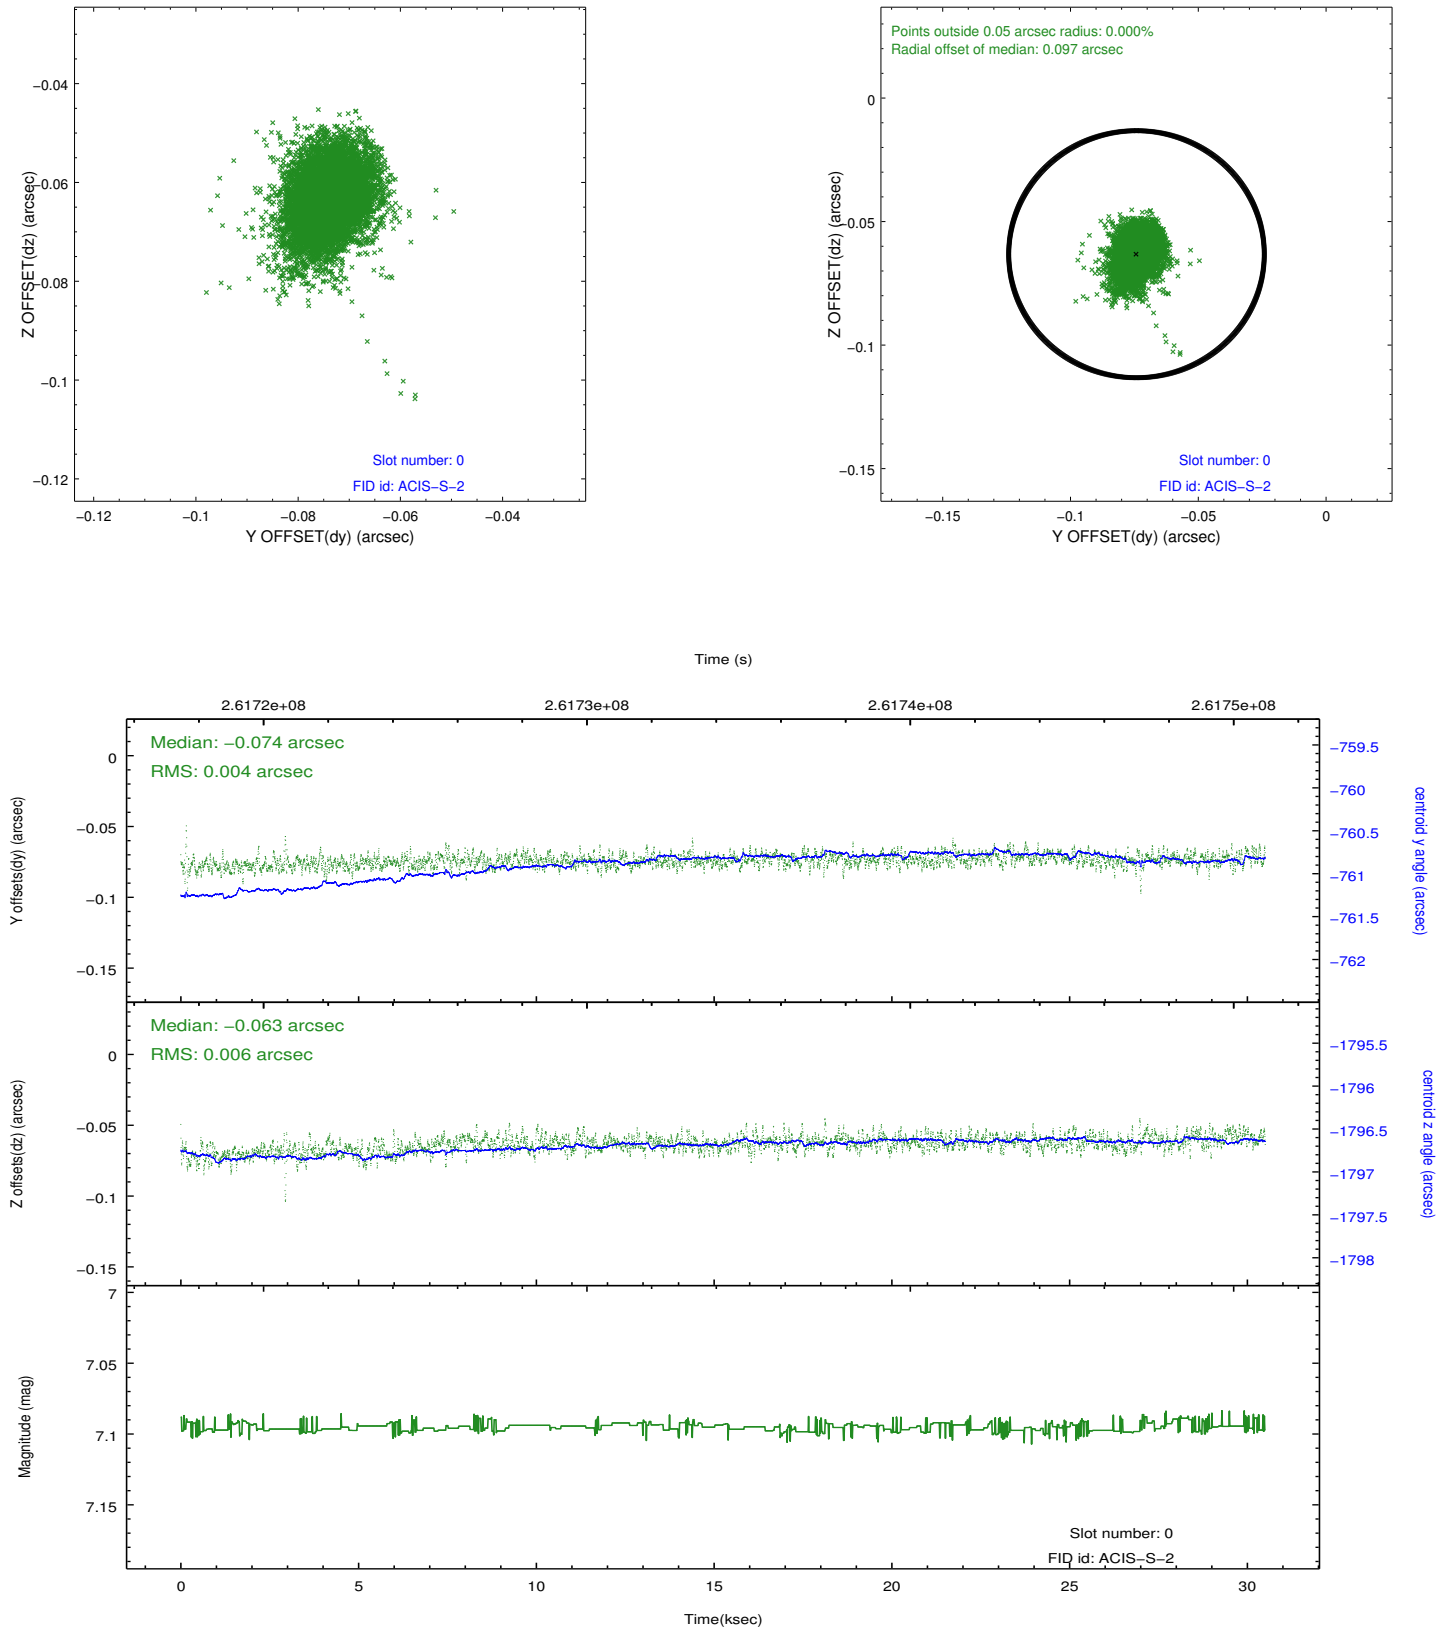 −0.04
−0.06
−0.08
−0.1
−0.12
Z OFFSET(dz) (arcsec)
−0.12 −0.1 −0.08 −0.06 −0.04
Y OFFSET(dy) (arcsec)
Slot number: 0
FID id: ACIS−S−2
Points outside 0.05 arcsec radius: 0.000%
Radial offset of median: 0.097 arcsec
0
−0.05
−0.1
−0.15
Z OFFSET(dz) (arcsec)
−0.15 −0.1 −0.05 0
Y OFFSET(dy) (arcsec)
Slot number: 0
FID id: ACIS−S−2
Time (s)
2.6172e+08 2.6173e+08 2.6174e+08 2.6175e+08
Median: −0.074 arcsec
RMS: 0.004 arcsec
0
−0.05
−0.1
−0.15
Y offsets(dy) (arcsec)
−759.5
−760
−760.5
−761
−761.5
−762
centroid y angle (arcsec)
Median: −0.063 arcsec
RMS: 0.006 arcsec
0
−0.05
−0.1
−0.15
Z offsets(dz) (arcsec)
−1795.5
−1796
−1796.5
−1797
−1797.5
−1798
centroid z angle (arcsec)
7
7.05
7.1
7.15
Magnitude (mag)
Slot number: 0
FID id: ACIS−S−2
0 5 10 15 20 25 30
Time(ksec)